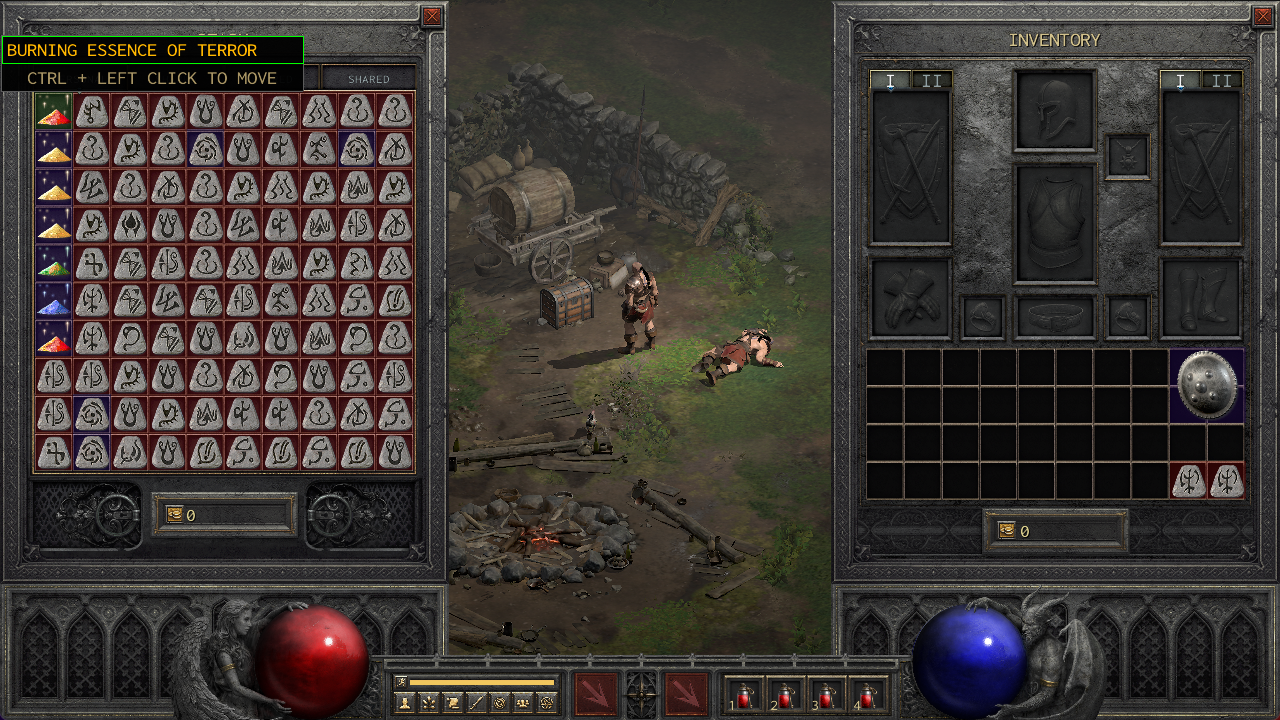 BURNING ESSENCE OF TERROR
CTRL + LEFT CLICK TO MOVE
SHARED
0
INVENTORY
I II
I II
0
1 2 3 4